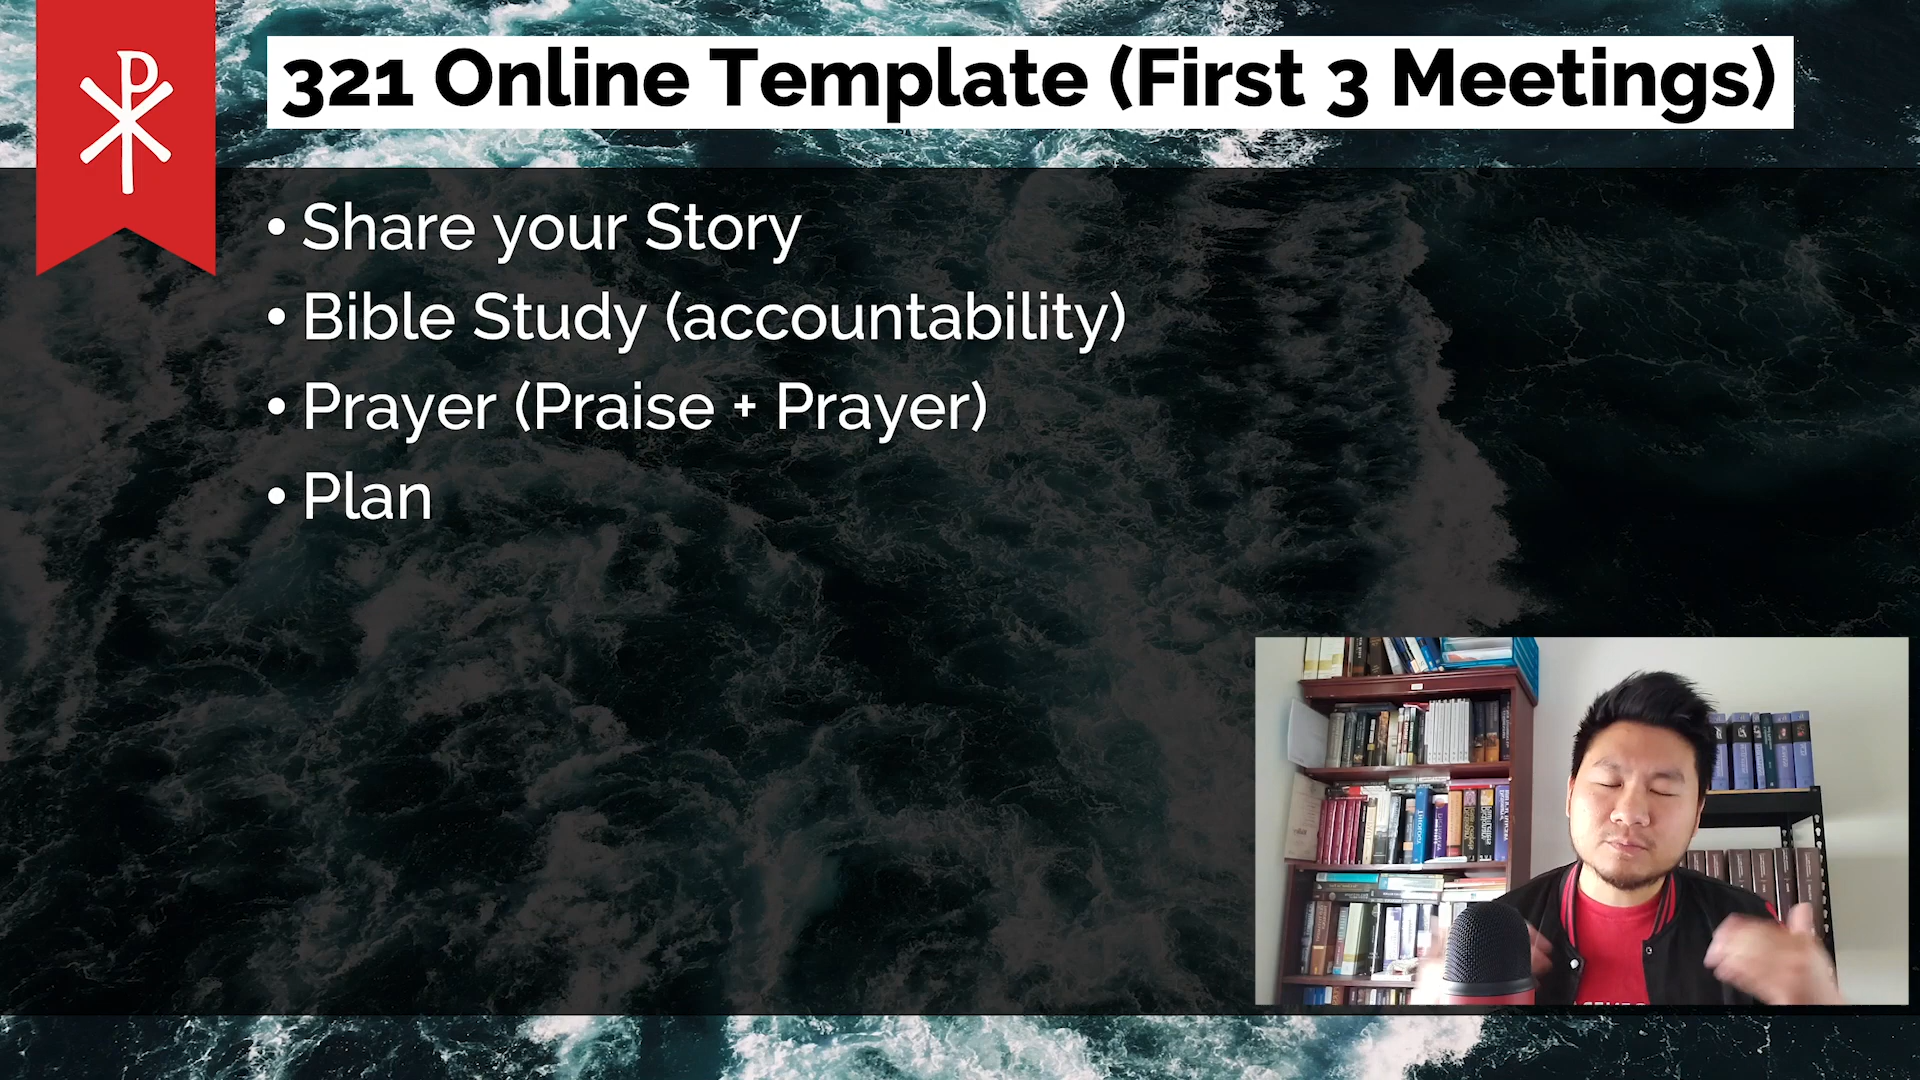 321 Online Template (First 3 Meetings)
• Share your Story
• Bible Study (accountability)
• Prayer (Praise + Prayer)
• Plan